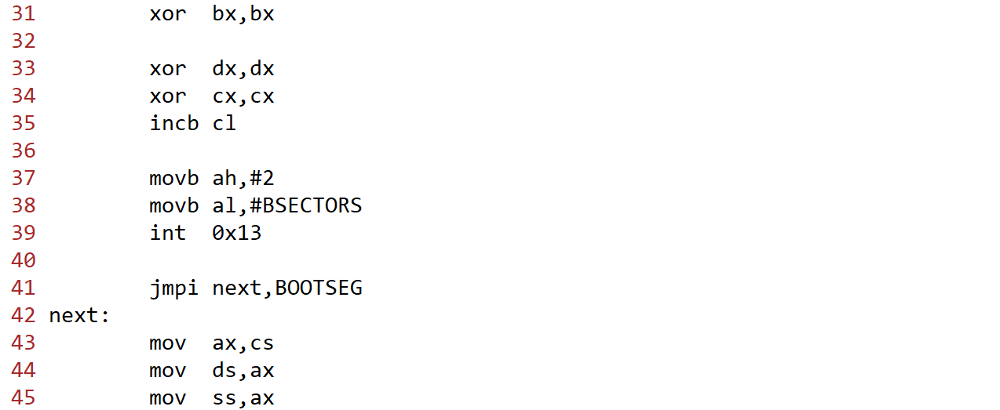 31         xor  bx,bx
32
33         xor  dx,dx
34         xor  cx,cx
35         incb cl
36
37         movb ah,#2
38         movb al,#BSECTORS
39         int  0x13
40
41         jmpi next,BOOTSEG
42 next:
43         mov  ax,cs
44         mov  ds,ax
45         mov  ss,ax